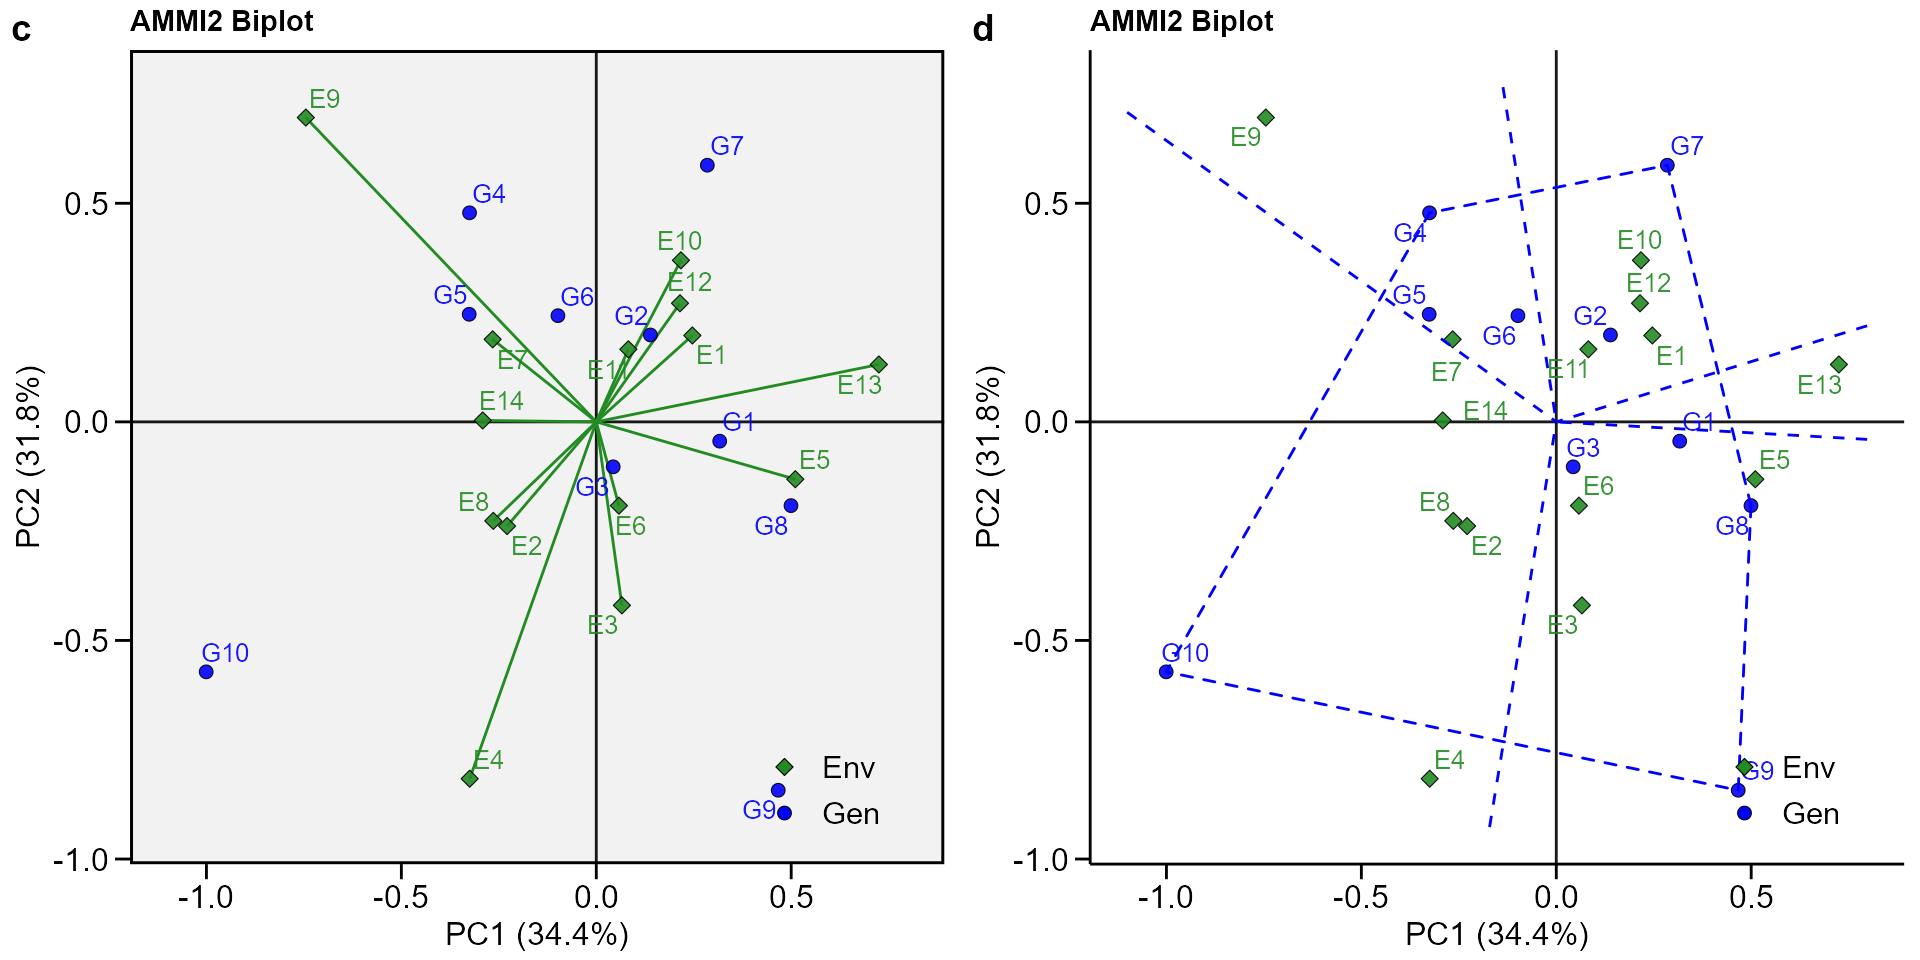 c
AMMI2 Biplot
E9
G7
G4
E10
E12
G5
G6
G2
E7
E11
E1
E13
E14
G1
E5
G3
E8
G8
E6
E2
E3
G10
E4
Env
G9
Gen
0.5
0.0
-0.5
-1.0
-1.0
-0.5
0.0
0.5
PC1 (34.4%)
PC2 (31.8%)
d
AMMI2 Biplot
E9
G7
G4
E10
E12
G5
G2
G6
E1
E7
E11
E13
E14
G1
G3
E5
E6
E8
G8
E2
E3
G10
E4
G9
Env
Gen
0.5
0.0
-0.5
-1.0
-1.0
-0.5
0.0
0.5
PC1 (34.4%)
PC2 (31.8%)